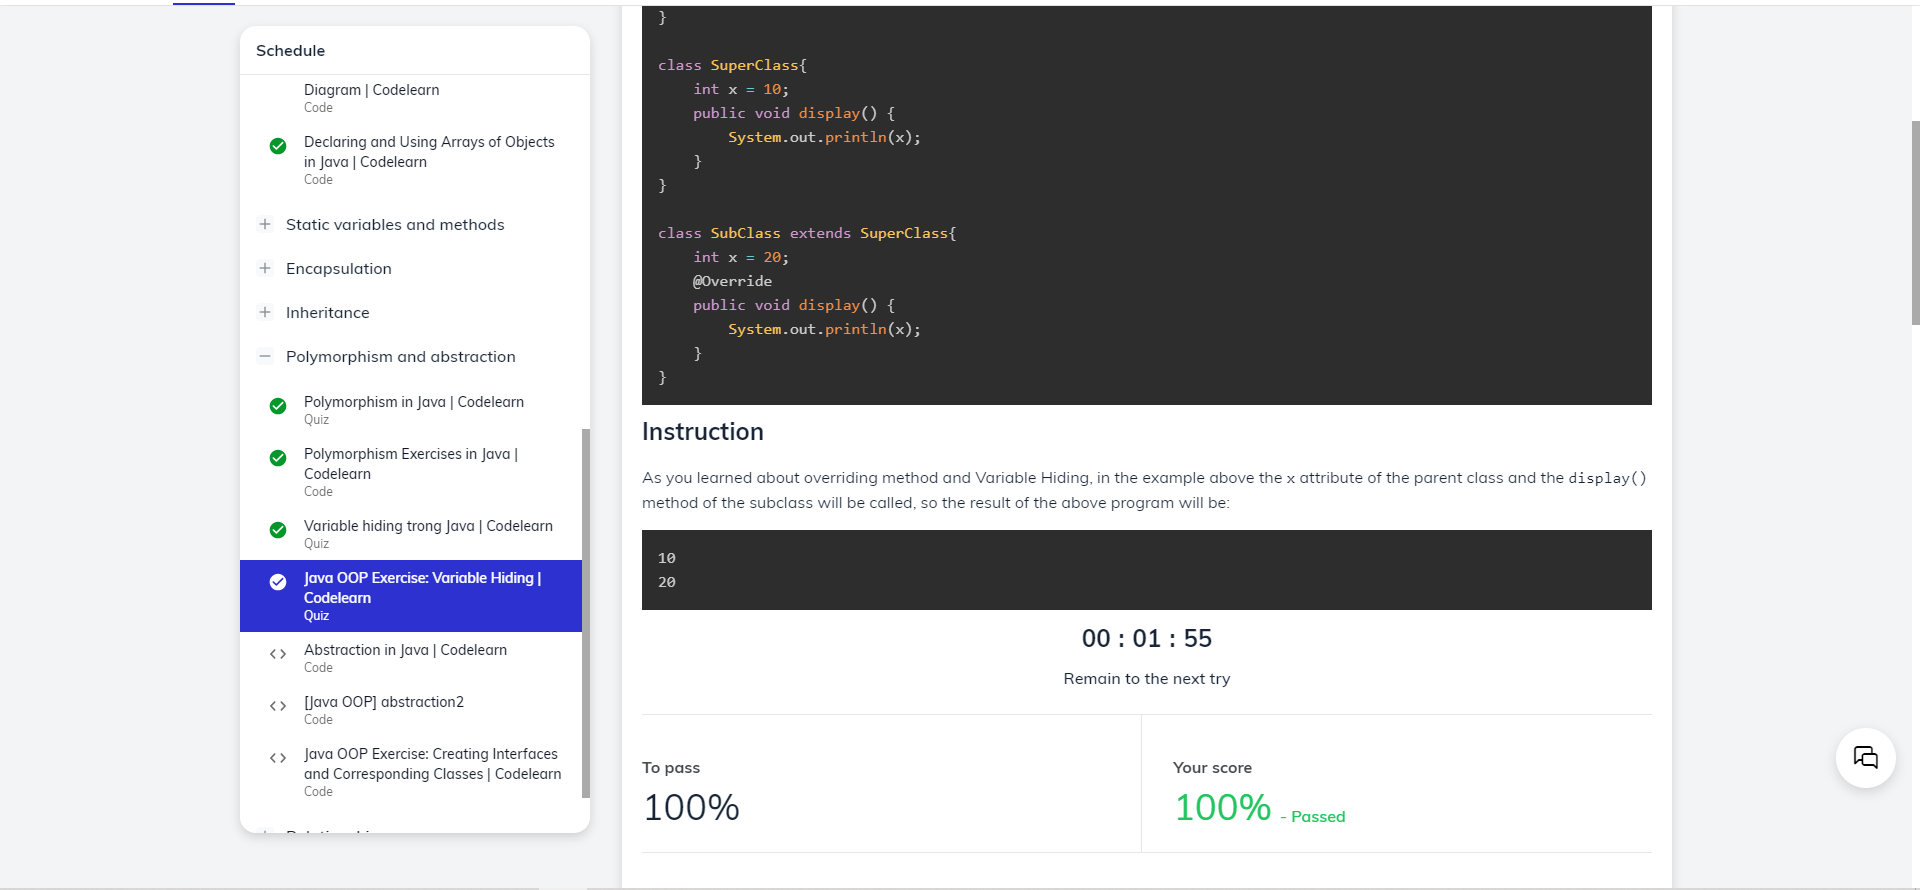 Schedule
Diagram | Codelearn
Code
Declaring and Using Arrays of Objects
in Java | Codelearn
Code
Static variables and methods
Encapsulation
Inheritance
Polymorphism and abstraction
Polymorphism in Java | Codelearn
Quiz
Polymorphism Exercises in Java |
Codelearn
Code
Variable hiding trong Java | Codelearn
Quiz
Java OOP Exercise: Variable Hiding |
Codelearn
Quiz
Abstraction in Java | Codelearn
Code
[Java OOP] abstraction2
Code
Java OOP Exercise: Creating Interfaces
and Corresponding Classes | Codelearn
Code
}
class SuperClass{
    int x = 10;
    public void display() {
        System.out.println(x);
    }
}
class SubClass extends SuperClass{
    int x = 20;
    @Override
    public void display() {
        System.out.println(x);
    }
}
Instruction
As you learned about overriding method and Variable Hiding, in the example above the x attribute of the parent class and the display()
method of the subclass will be called, so the result of the above program will be:
10
20
00 : 01 : 55
Remain to the next try
To pass
100%
Your score
100% - Passed